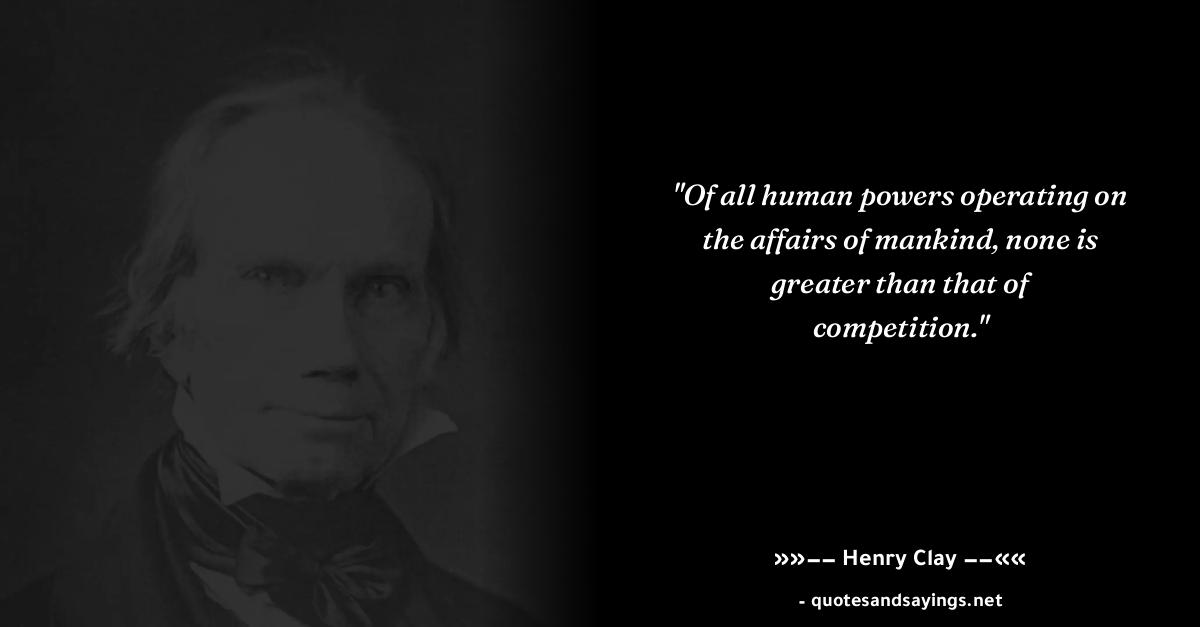 "Of all human powers operating on
the affairs of mankind, none is
greater than that of
competition."
»»–– Henry Clay ––««
- quotesandsayings.net